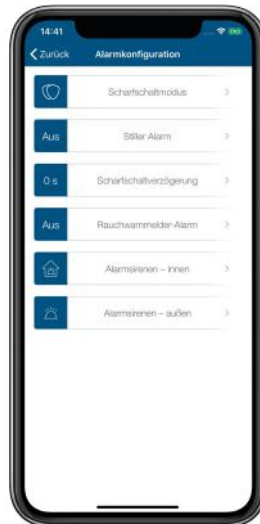 14:41
Zurück Alarmkonfiguration
Scharfschaltmodus
Aus Stiller Alarm
0 s Scharfschaltverzögerung
Aus Rauchwarnmelder-Alarm
Alarmsirenen – innen
Alarmsirenen – außen